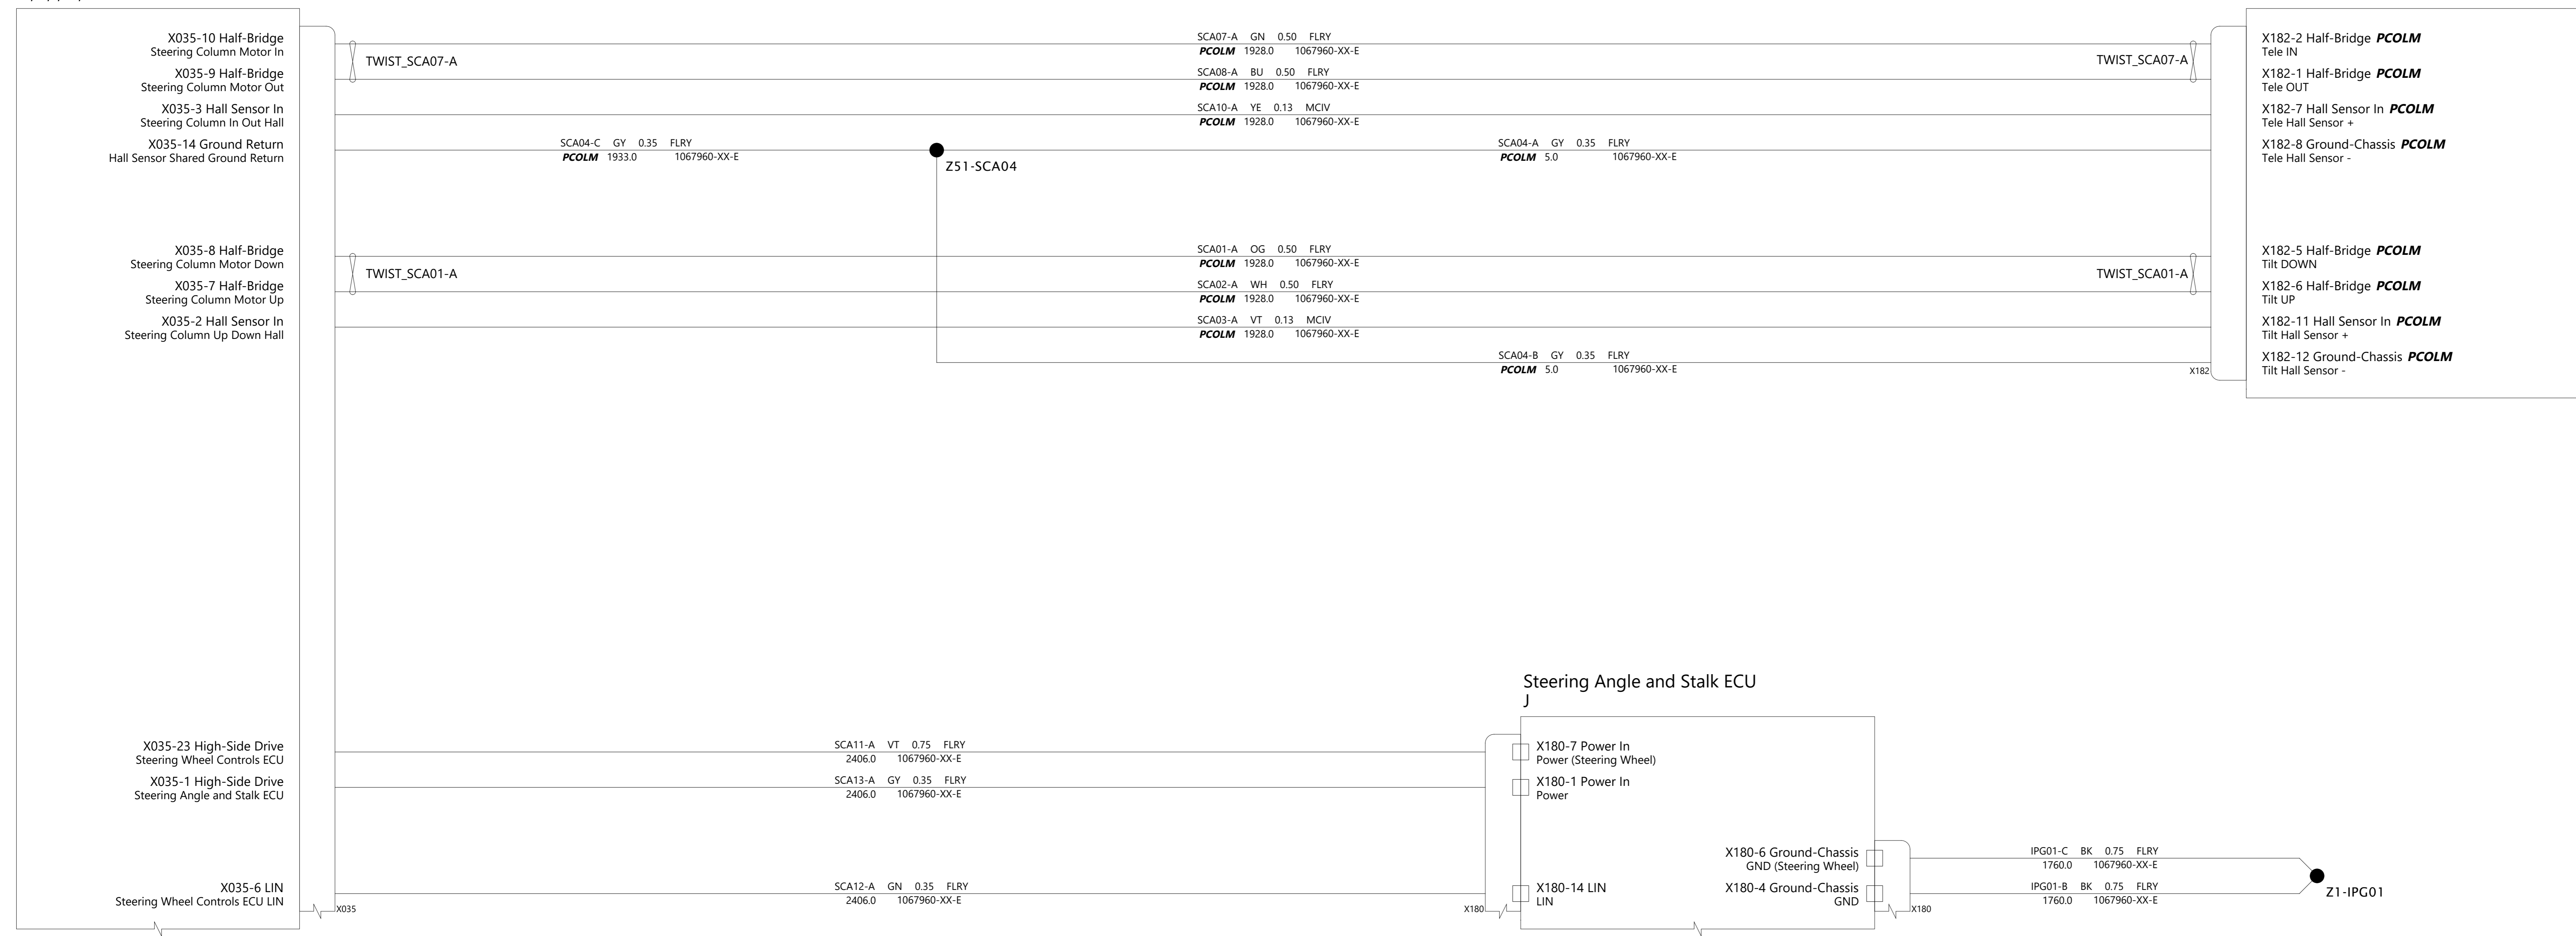 X035-10 Half-Bridge
Steering Column Motor In
X035-9 Half-Bridge
Steering Column Motor Out
X035-3 Hall Sensor In
Steering Column In Out Hall
X035-14 Ground Return
Hall Sensor Shared Ground Return
X035-8 Half-Bridge
Steering Column Motor Down
X035-7 Half-Bridge
Steering Column Motor Up
X035-2 Hall Sensor In
Steering Column Up Down Hall
X035-23 High-Side Drive
Steering Wheel Controls ECU
X035-1 High-Side Drive
Steering Angle and Stalk ECU
X035-6 LIN
Steering Wheel Controls ECU LIN
X035
TWIST_SCA07-A
TWIST_SCA01-A
SCA07-A GN 0.50 FLRY
PCOLM 1928.0 1067960-XX-E
SCA08-A BU 0.50 FLRY
PCOLM 1928.0 1067960-XX-E
SCA10-A YE 0.13 MCIV
PCOLM 1928.0 1067960-XX-E
SCA04-C GY 0.35 FLRY
PCOLM 1933.0 1067960-XX-E
Z51-SCA04
SCA04-A GY 0.35 FLRY
PCOLM 5.0 1067960-XX-E
SCA01-A OG 0.50 FLRY
PCOLM 1928.0 1067960-XX-E
SCA02-A WH 0.50 FLRY
PCOLM 1928.0 1067960-XX-E
SCA03-A VT 0.13 MCIV
PCOLM 1928.0 1067960-XX-E
SCA04-B GY 0.35 FLRY
PCOLM 5.0 1067960-XX-E
TWIST_SCA07-A
TWIST_SCA01-A
X182
X182-2 Half-Bridge PCOLM
Tele IN
X182-1 Half-Bridge PCOLM
Tele OUT
X182-7 Hall Sensor In PCOLM
Tele Hall Sensor +
X182-8 Ground-Chassis PCOLM
Tele Hall Sensor -
X182-5 Half-Bridge PCOLM
Tilt DOWN
X182-6 Half-Bridge PCOLM
Tilt UP
X182-11 Hall Sensor In PCOLM
Tilt Hall Sensor +
X182-12 Ground-Chassis PCOLM
Tilt Hall Sensor -
SCA11-A VT 0.75 FLRY
2406.0 1067960-XX-E
SCA13-A GY 0.35 FLRY
2406.0 1067960-XX-E
SCA12-A GN 0.35 FLRY
2406.0 1067960-XX-E
Steering Angle and Stalk ECU
J
X180-7 Power In
Power (Steering Wheel)
X180-1 Power In
Power
X180-14 LIN
LIN
X180
X180-6 Ground-Chassis
GND (Steering Wheel)
X180-4 Ground-Chassis
GND
X180
IPG01-C BK 0.75 FLRY
1760.0 1067960-XX-E
IPG01-B BK 0.75 FLRY
1760.0 1067960-XX-E
Z1-IPG01